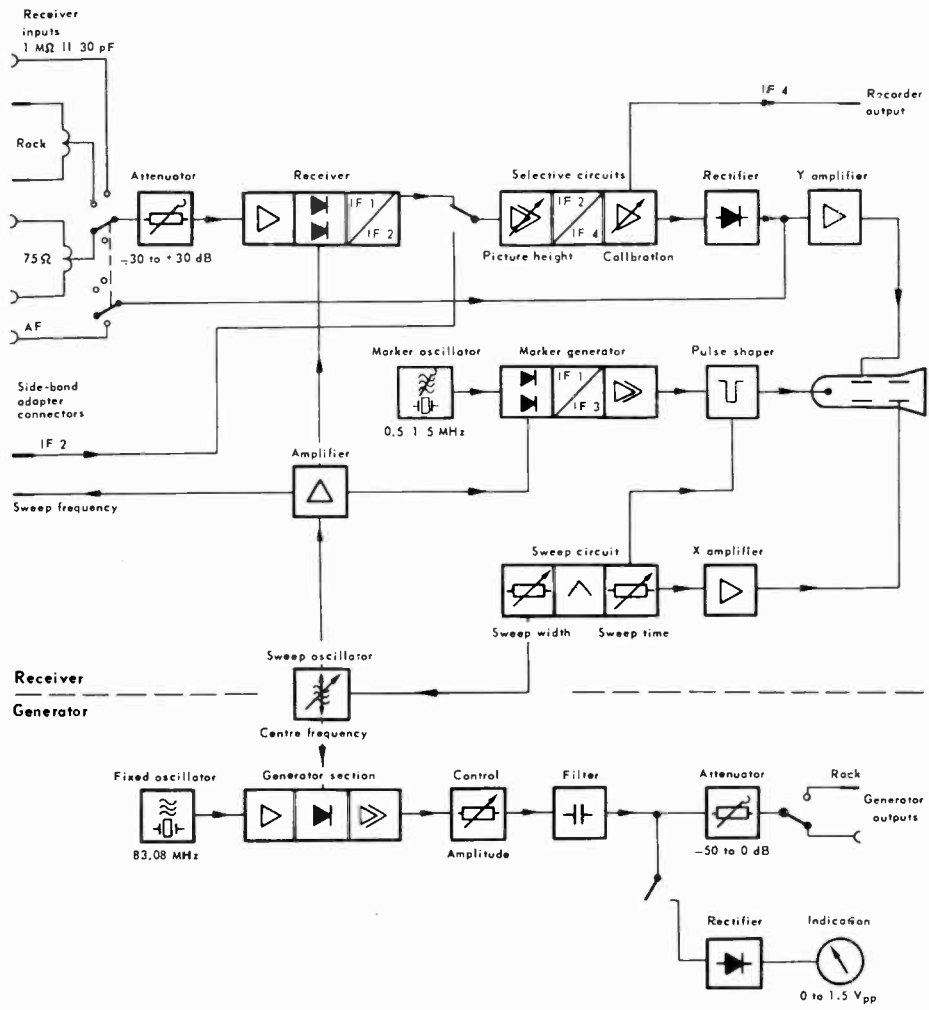 Receiver
inputs
1 MΩ II 30 pF
IF 4
Recorder
output
Rack
Attenuator
Receiver
Selective circuits
Rectifier
Y amplifier
IF 1
IF 2
IF 2
IF 4
75Ω
-30 to +30 dB
Picture height
Calibration
AF
Marker oscillator
Marker generator
Pulse shaper
Side-band
adapter
connectors
IF 1
IF 3
0.5 1 5 MHz
IF 2
Amplifier
Sweep frequency
Sweep circuit
X amplifier
Sweep width
Sweep time
Sweep oscillator
Receiver
Generator
Centre frequency
Fixed oscillator
Generator section
Control
Filter
Attenuator
Rack
Generator
outputs
83.08 MHz
Amplitude
-50 to 0 dB
Rectifier
Indication
0 to 1.5 Vpp